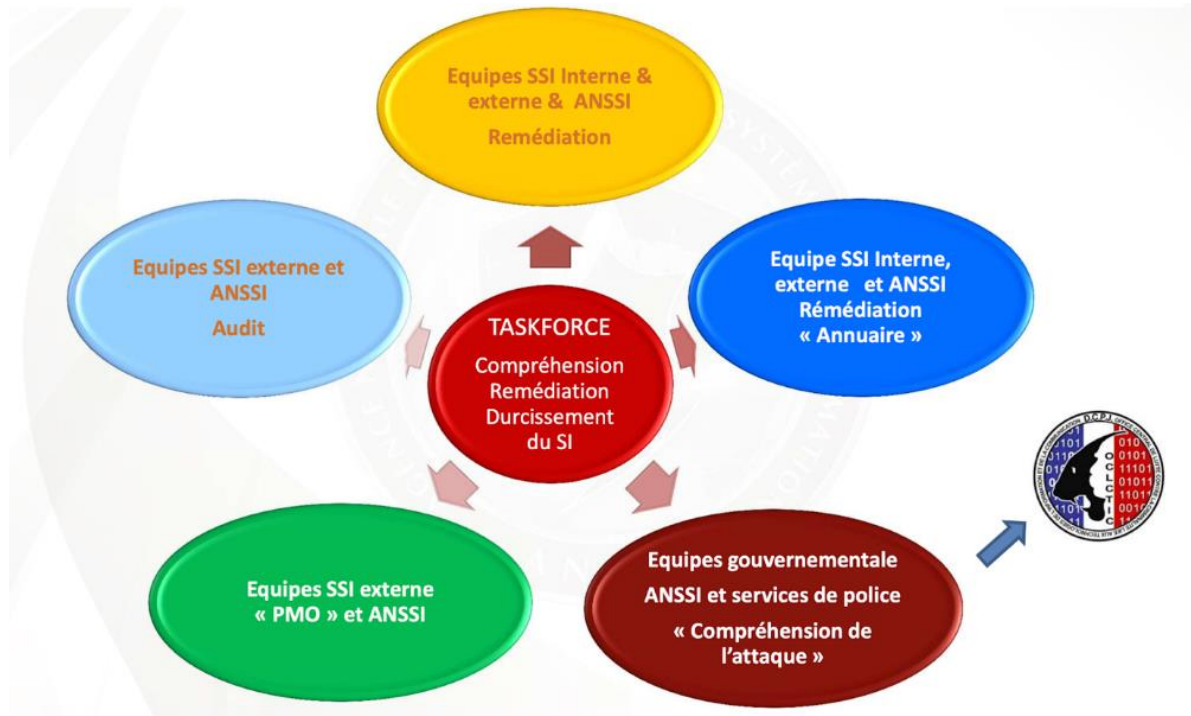 Equipes SSI Interne &
externe & ANSSI
Remédiation
Equipes SSI externe et
ANSSI
Audit
Equipe SSI Interne,
externe et ANSSI
Rémédiation
« Annuaire »
TASKFORCE
Compréhension
Remédiation
Durcissement
du SI
Equipes SSI externe
« PMO » et ANSSI
Equipes gouvernementale
ANSSI et services de police
« Compréhension de
l’attaque »
D.C.P.J.
OCLCTIC